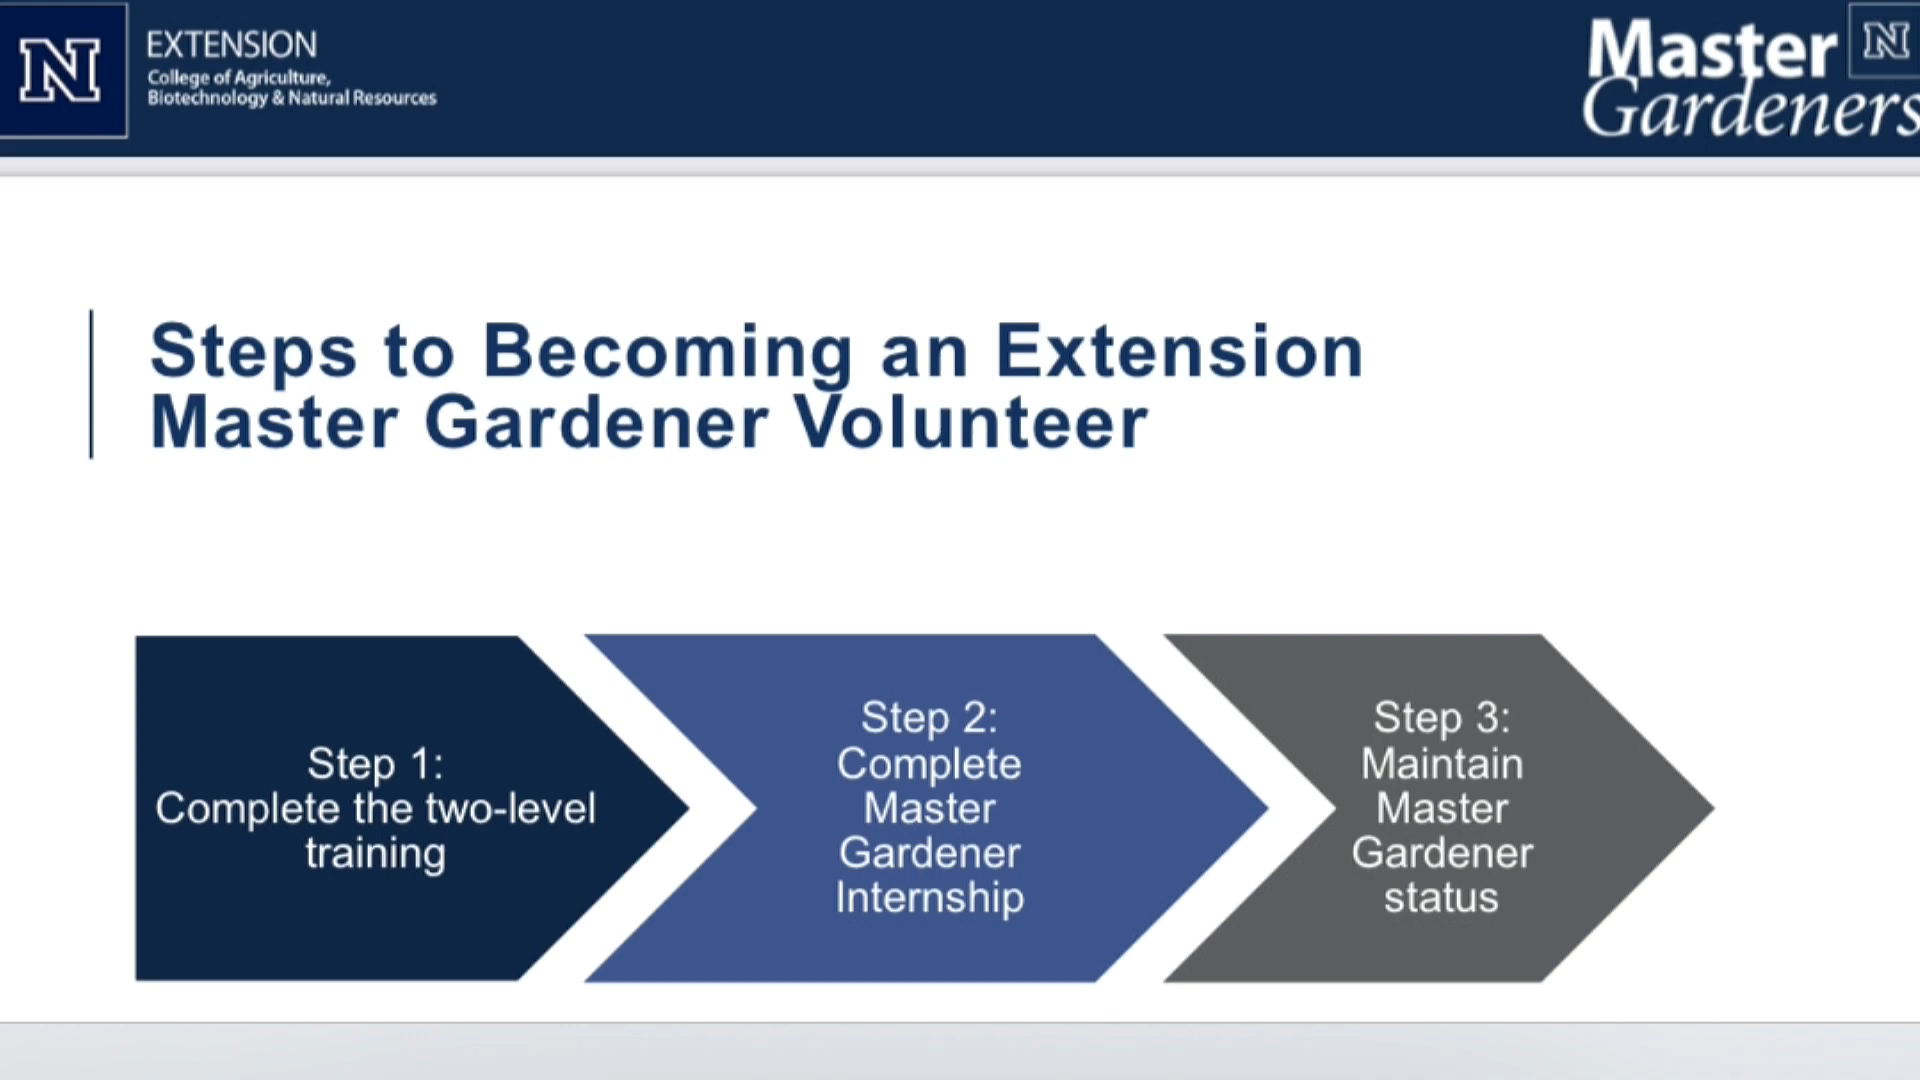 N
EXTENSION
College of Agriculture,
Biotechnology & Natural Resources
Master N
Gardeners
Steps to Becoming an Extension
Master Gardener Volunteer
Step 1:
Complete the two-level
training
Step 2:
Complete
Master
Gardener
Internship
Step 3:
Maintain
Master
Gardener
status